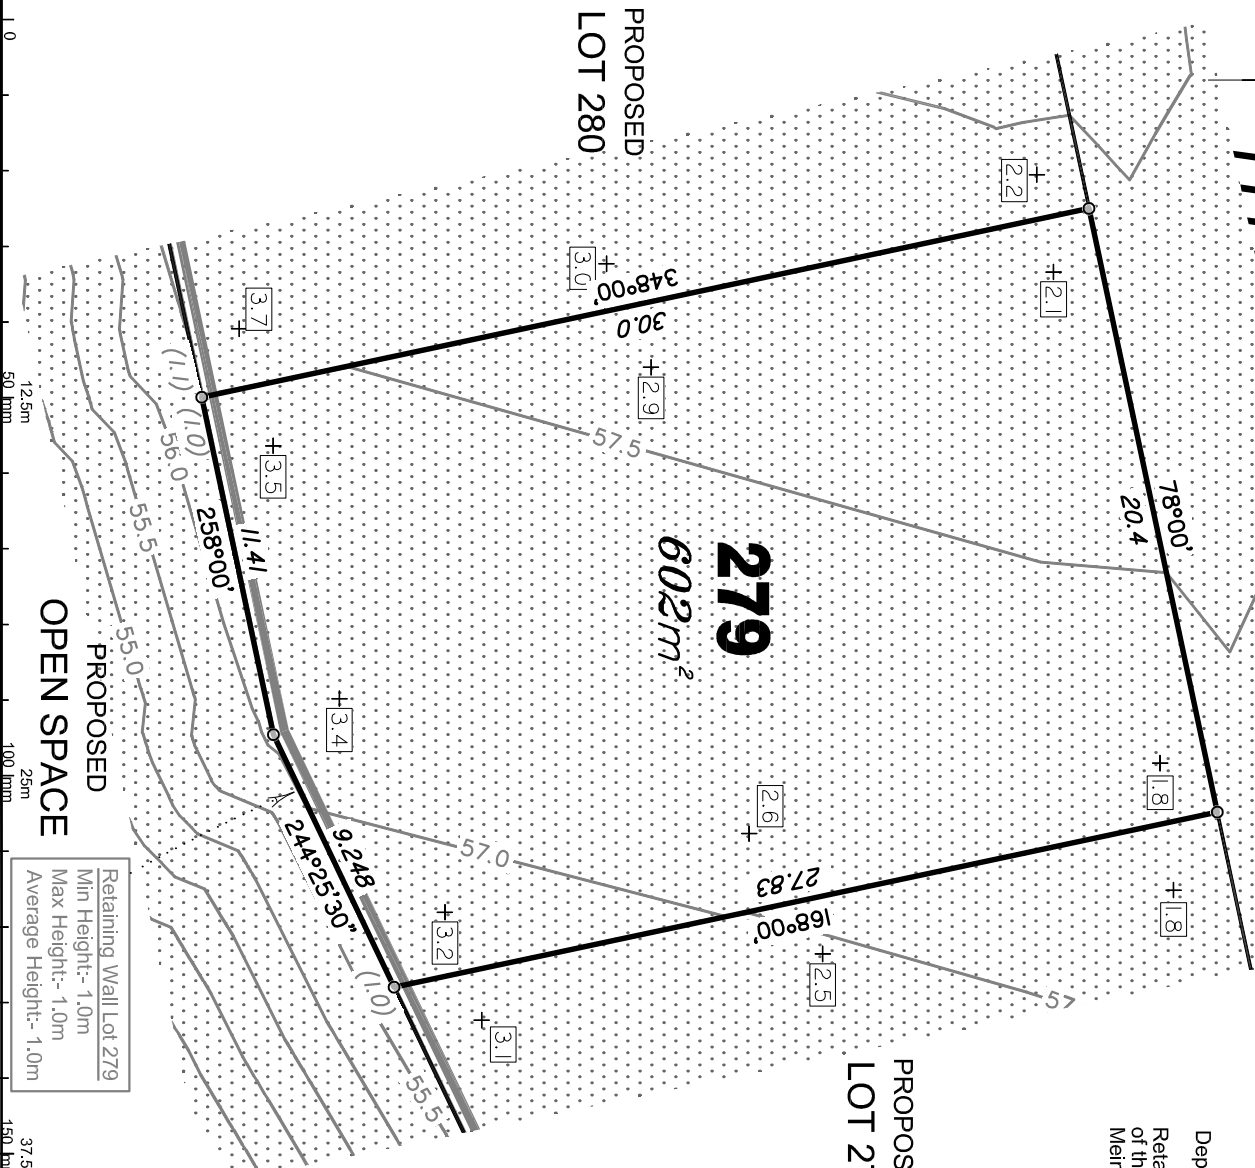 PROPOSED
LOT 280
2.2
2.1
3.0
348°00'
30.0
2.9
3.7
(1.1)
(1.0)
56.0
3.5
57.5
78°00'
20.4
279
602m²
11.41
258°00'
55.5
55.0
3.4
PROPOSED
OPEN SPACE
1.8
2.6
27.83
168°00'
57.0
9.248
244°25'30"
1.8
3.2
2.5
57
(1.0)
3.1
55.5
PROPOS
LOT 27
Retaining Wall Lot 279
Min Height:- 1.0m
Max Height:- 1.0m
Average Height:- 1.0m
Dep
Reta
of th
Meir
0
12.5m
50 mm
25m
100 mm
37.5
150